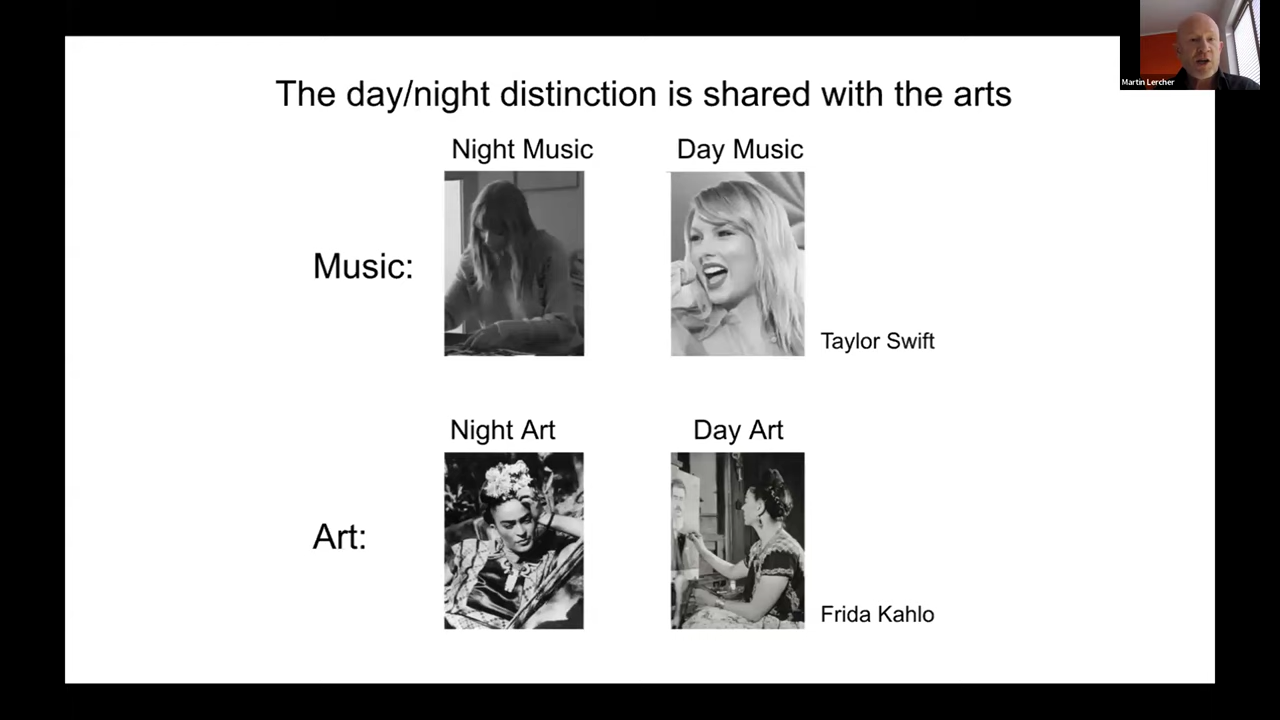 Martin Lercher
The day/night distinction is shared with the arts
Night Music
Day Music
Music:
Taylor Swift
Night Art
Day Art
Art:
Frida Kahlo